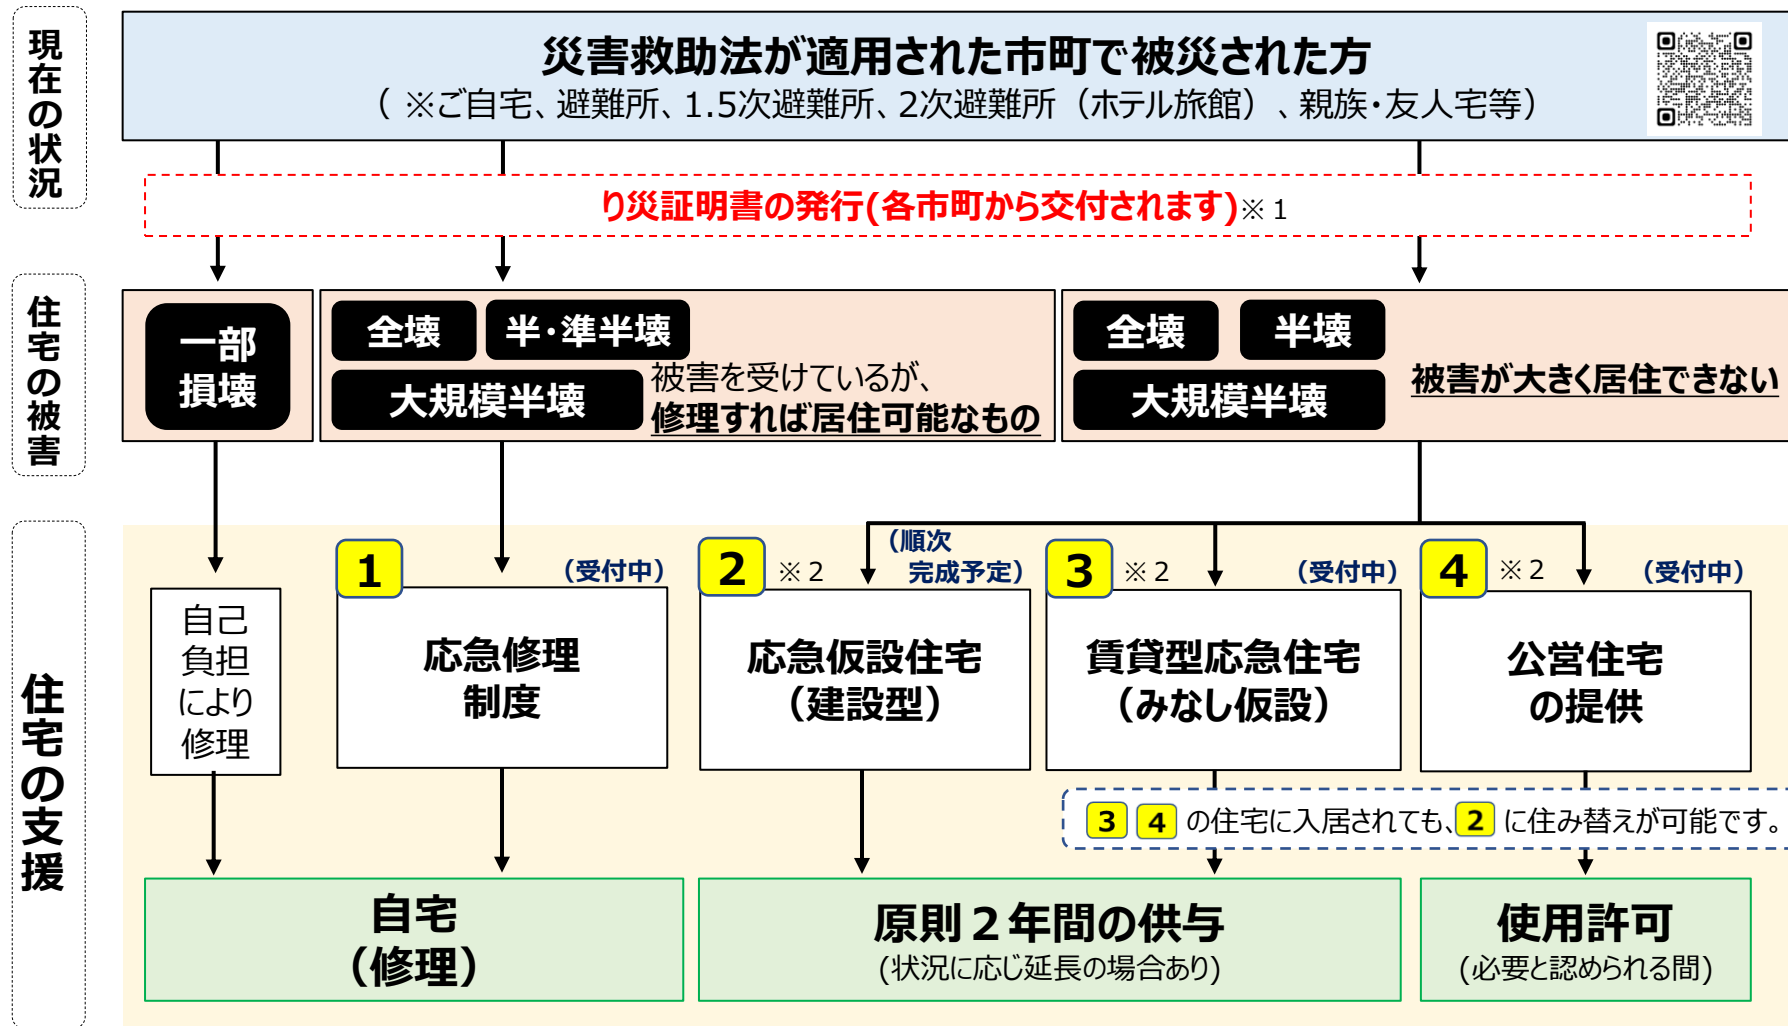 現在の状況
災害救助法が適用された市町で被災された方
（ ※ご自宅、避難所、1.5次避難所、2次避難所（ホテル旅館）、親族・友人宅等）
り災証明書の発行(各市町から交付されます)※１
住宅の被害
一部
損壊
全壊
半・準半壊
大規模半壊
被害を受けているが、
修理すれば居住可能なもの
全壊
半壊
大規模半壊
被害が大きく居住できない
住宅の支援
自己
負担
により
修理
1
（受付中）
応急修理
制度
2
※２
（順次
完成予定）
応急仮設住宅
（建設型）
3
※２
（受付中）
賃貸型応急住宅
（みなし仮設）
4
※２
（受付中）
公営住宅
の提供
3 4 の住宅に入居されても、2 に住み替えが可能です。
自宅
（修理）
原則２年間の供与
(状況に応じ延長の場合あり)
使用許可
(必要と認められる間)